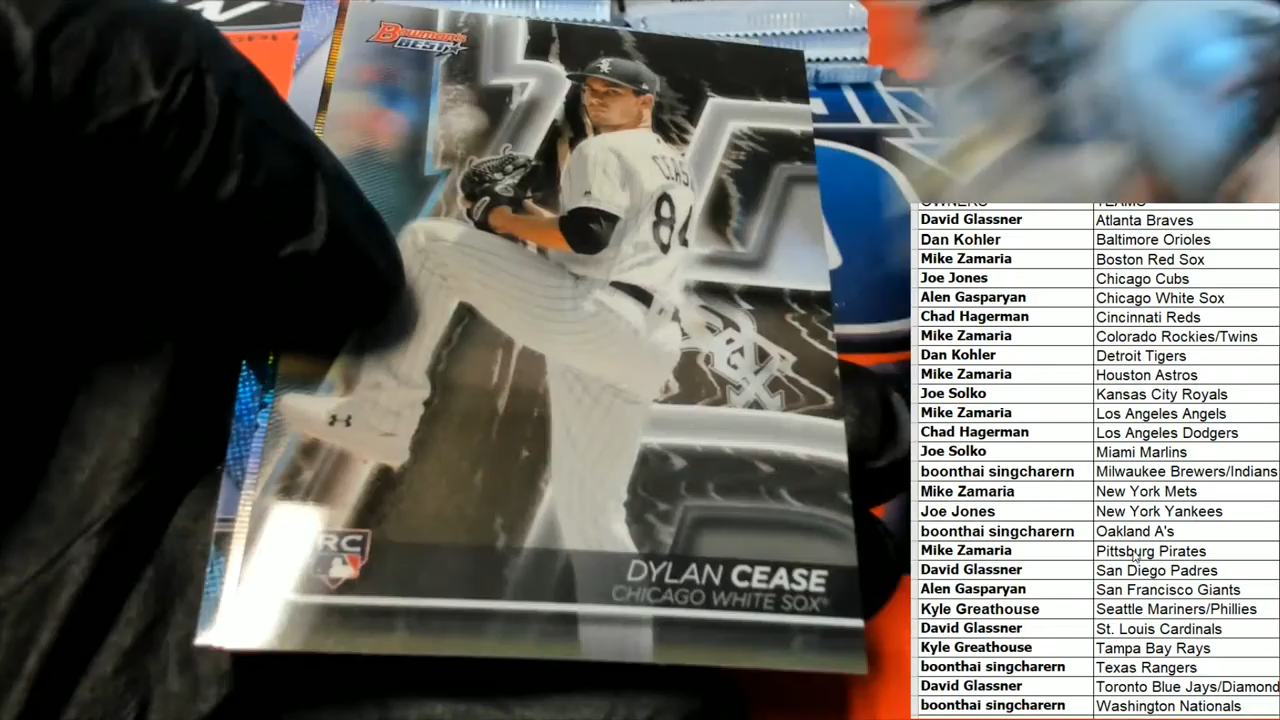 Bowman's
BEST
CEASE
84
RC
DYLAN CEASE
CHICAGO WHITE SOX®
OWNERS TEAMS
David Glassner Atlanta Braves
Dan Kohler Baltimore Orioles
Mike Zamaria Boston Red Sox
Joe Jones Chicago Cubs
Alen Gasparyan Chicago White Sox
Chad Hagerman Cincinnati Reds
Mike Zamaria Colorado Rockies/Twins
Dan Kohler Detroit Tigers
Mike Zamaria Houston Astros
Joe Solko Kansas City Royals
Mike Zamaria Los Angeles Angels
Chad Hagerman Los Angeles Dodgers
Joe Solko Miami Marlins
boonthai singcharern Milwaukee Brewers/Indians
Mike Zamaria New York Mets
Joe Jones New York Yankees
boonthai singcharern Oakland A's
Mike Zamaria Pittsburg Pirates
David Glassner San Diego Padres
Alen Gasparyan San Francisco Giants
Kyle Greathouse Seattle Mariners/Phillies
David Glassner St. Louis Cardinals
Kyle Greathouse Tampa Bay Rays
boonthai singcharern Texas Rangers
David Glassner Toronto Blue Jays/Diamond
boonthai singcharern Washington Nationals